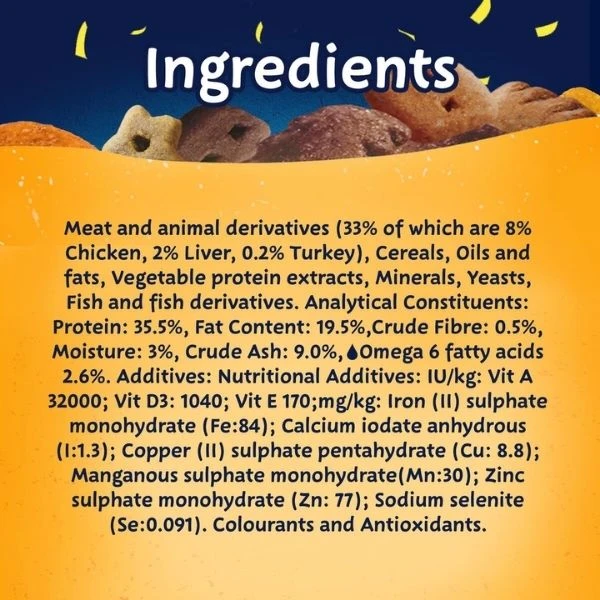 Ingredients
Meat and animal derivatives (33% of which are 8%
Chicken, 2% Liver, 0.2% Turkey), Cereals, Oils and
fats, Vegetable protein extracts, Minerals, Yeasts,
Fish and fish derivatives. Analytical Constituents:
Protein: 35.5%, Fat Content: 19.5%,Crude Fibre: 0.5%,
Moisture: 3%, Crude Ash: 9.0%,💧Omega 6 fatty acids
2.6%. Additives: Nutritional Additives: IU/kg: Vit A
32000; Vit D3: 1040; Vit E 170;mg/kg: Iron (II) sulphate
monohydrate (Fe:84); Calcium iodate anhydrous
(I:1.3); Copper (II) sulphate pentahydrate (Cu: 8.8);
Manganous sulphate monohydrate(Mn:30); Zinc
sulphate monohydrate (Zn: 77); Sodium selenite
(Se:0.091). Colourants and Antioxidants.